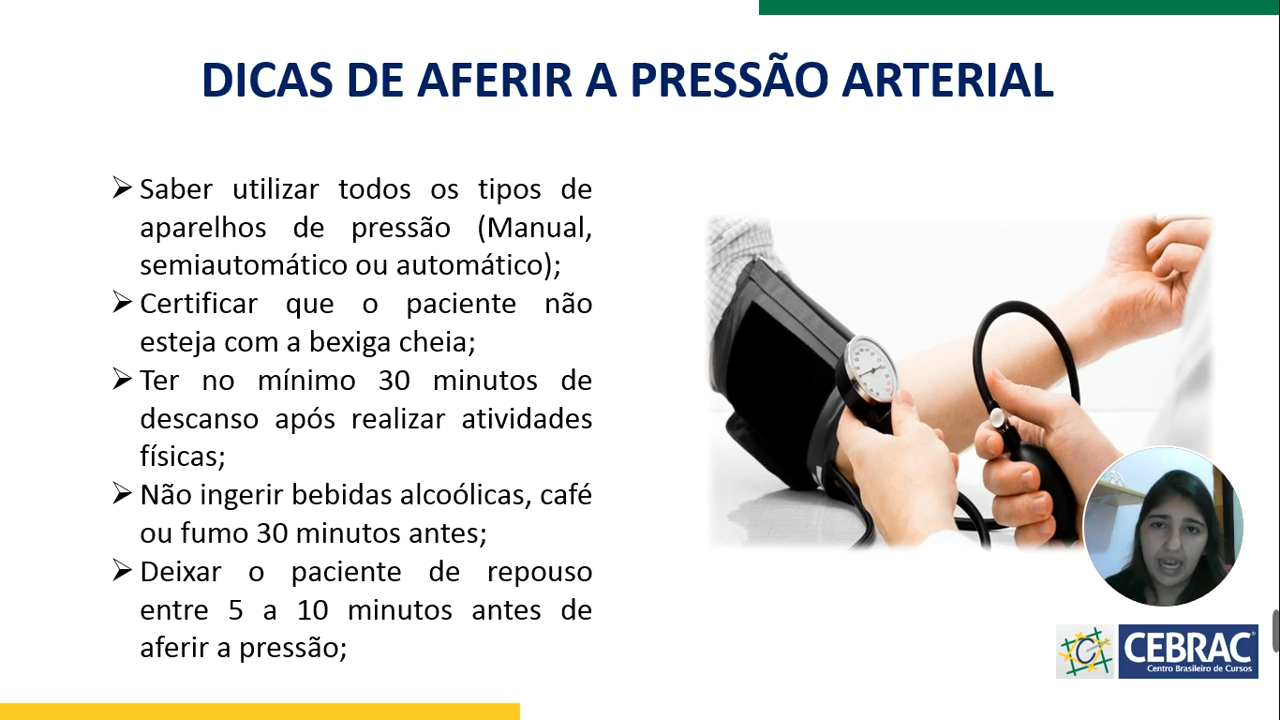 DICAS DE AFERIR A PRESSÃO ARTERIAL
Saber utilizar todos os tipos de
aparelhos de pressão (Manual,
semiautomático ou automático);
Certificar que o paciente não
esteja com a bexiga cheia;
Ter no mínimo 30 minutos de
descanso após realizar atividades
físicas;
Não ingerir bebidas alcoólicas, café
ou fumo 30 minutos antes;
Deixar o paciente de repouso
entre 5 a 10 minutos antes de
aferir a pressão;
C
CEBRAC®
Centro Brasileiro de Cursos